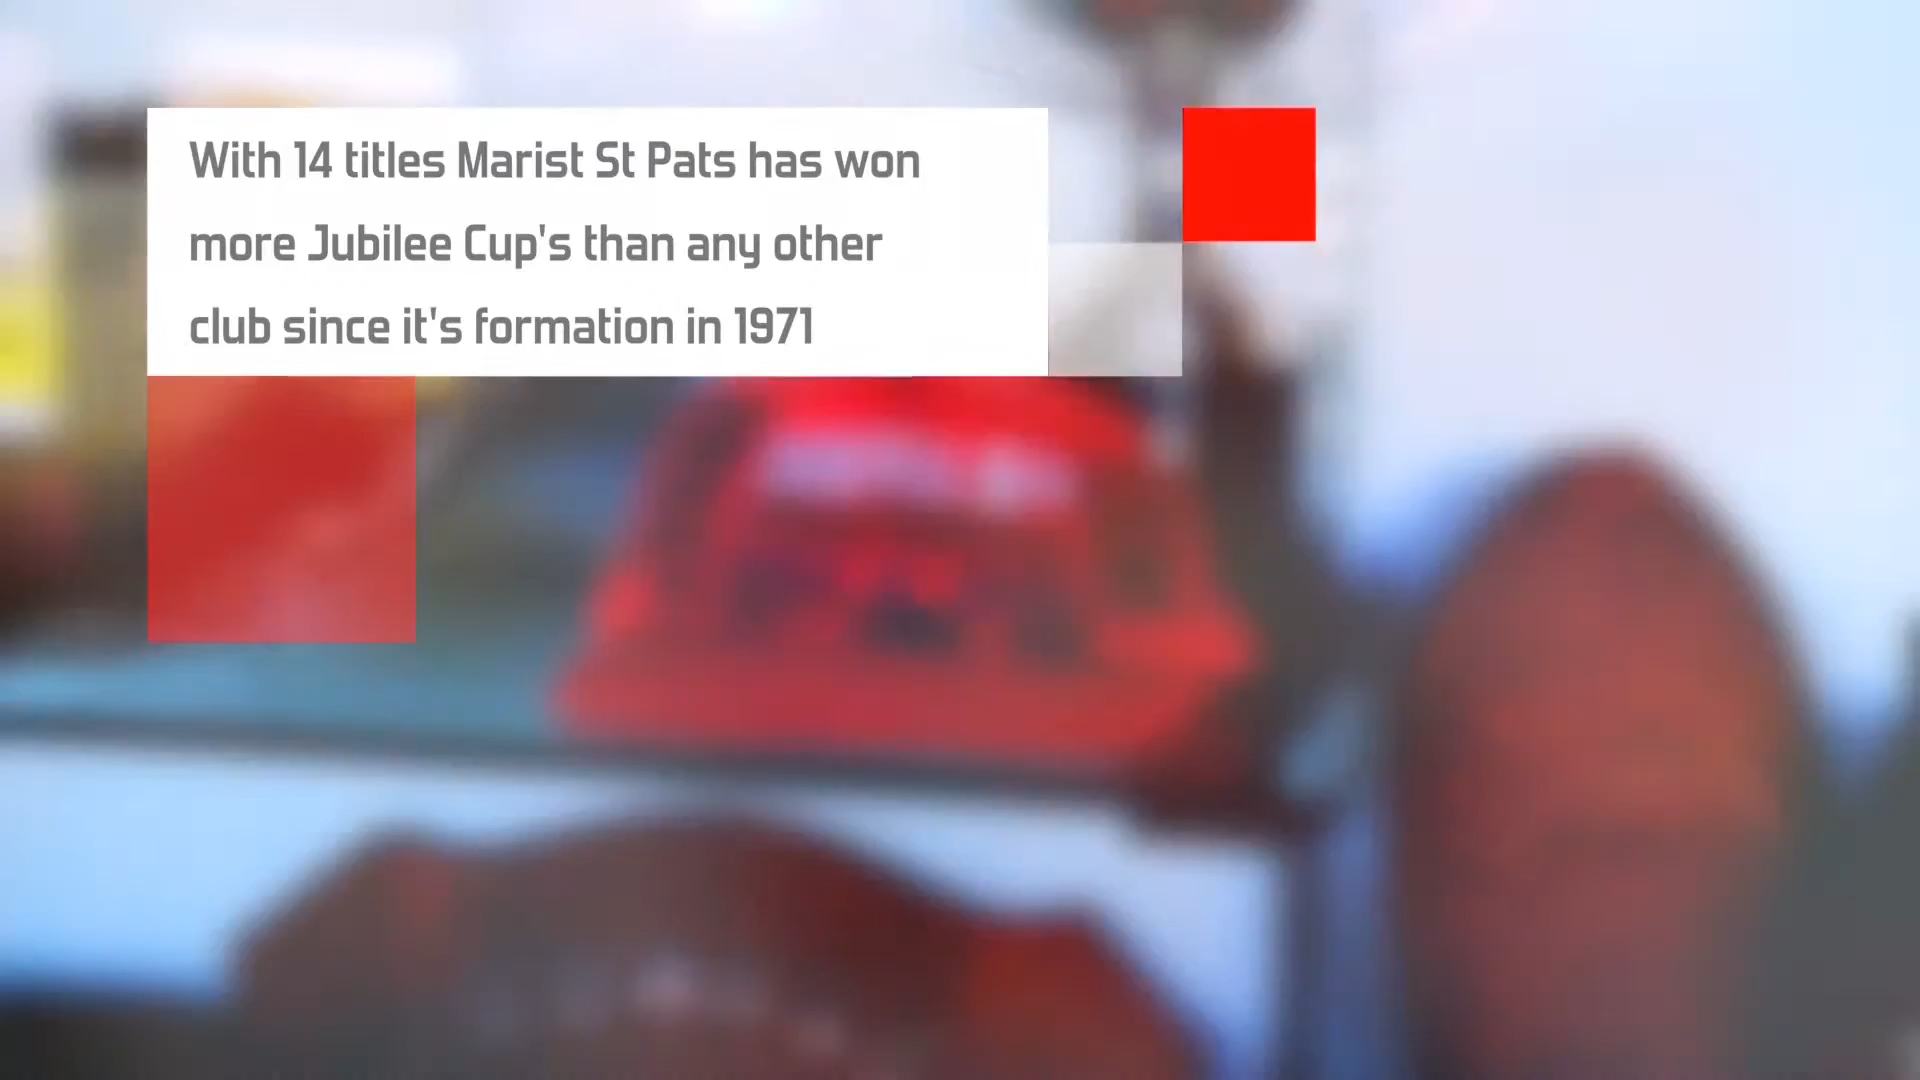 With 14 titles Marist St Pats has won
more Jubilee Cup's than any other
club since it's formation in 1971